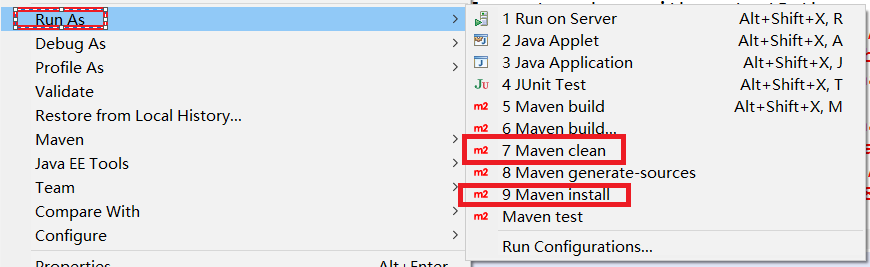 Run As
Debug As
Profile As
Validate
Restore from Local History...
Maven
Java EE Tools
Team
Compare With
Configure
Properties Alt+Enter
1 Run on Server Alt+Shift+X, R
2 Java Applet Alt+Shift+X, A
3 Java Application Alt+Shift+X, J
Ju 4 JUnit Test Alt+Shift+X, T
m2 5 Maven build Alt+Shift+X, M
m2 6 Maven build...
m2 7 Maven clean
m2 8 Maven generate-sources
m2 9 Maven install
m2 Maven test
Run Configurations...